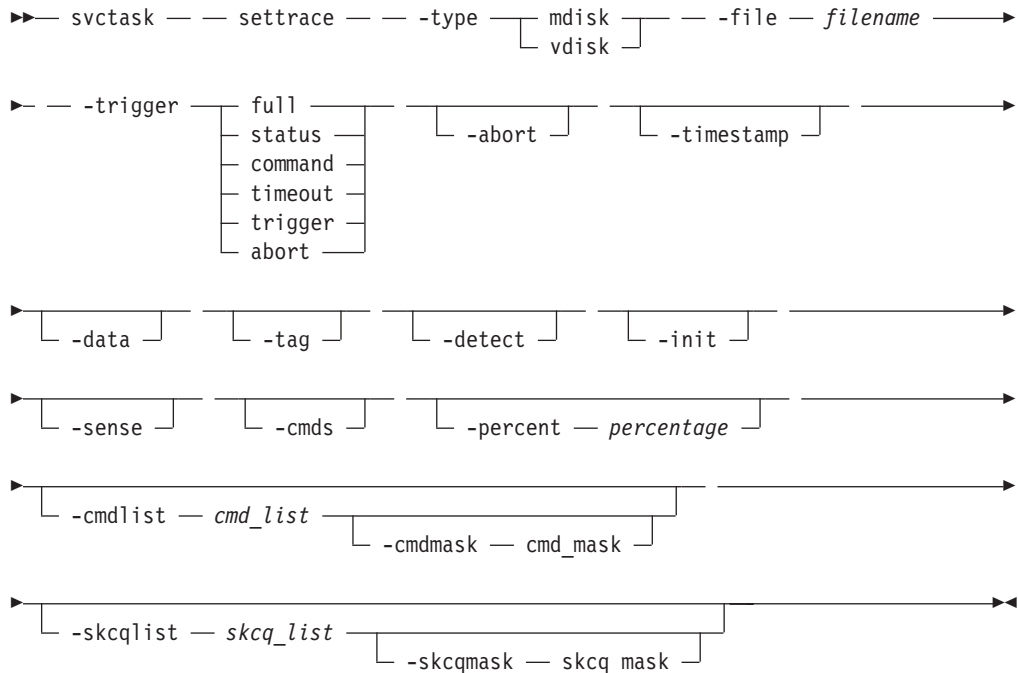 svctask settrace -type mdisk -file filename
vdisk
-trigger full
status -abort -timestamp
command
timeout
trigger
abort
-data -tag -detect -init
-sense -cmds -percent percentage
-cmdlist cmd_list
-cmdmask cmd_mask
-skcqlist skcq_list
-skcqmask skcq mask